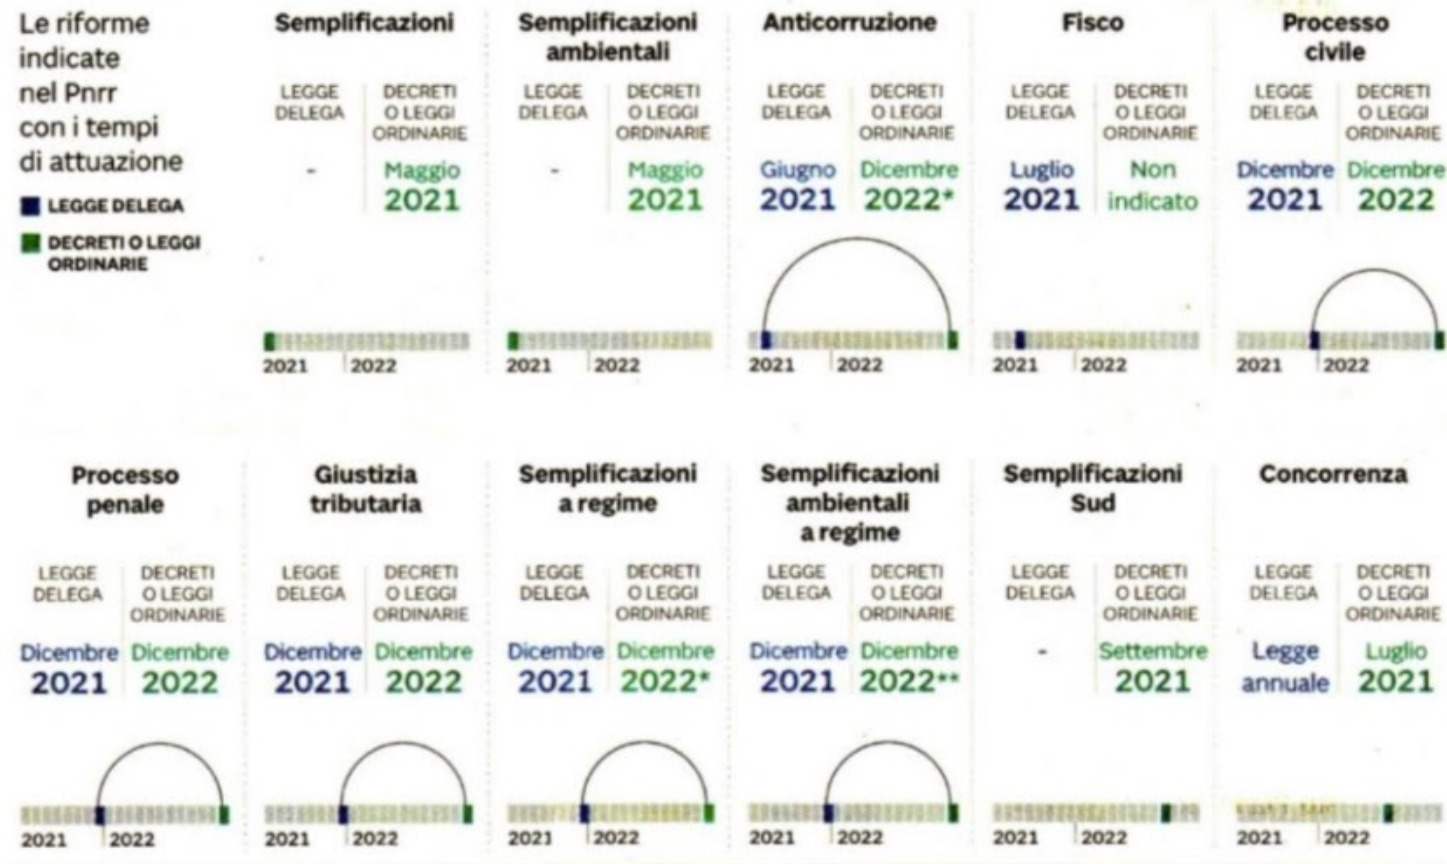 Le riforme
indicate
nel Pnrr
con i tempi
di attuazione
LEGGE DELEGA
DECRETI O LEGGI
ORDINARIE
Semplificazioni
LEGGE
DELEGA
DECRETI
O LEGGI
ORDINARIE
-
Maggio
2021
2021
2022
Semplificazioni
ambientali
LEGGE
DELEGA
DECRETI
O LEGGI
ORDINARIE
-
Maggio
2021
2021
2022
Anticorruzione
LEGGE
DELEGA
DECRETI
O LEGGI
ORDINARIE
Giugno
2021
Dicembre
2022*
2021
2022
Fisco
LEGGE
DELEGA
DECRETI
O LEGGI
ORDINARIE
Luglio
2021
Non
indicato
2021
2022
Processo
civile
LEGGE
DELEGA
DECRETI
O LEGGI
ORDINARIE
Dicembre
2021
Dicembre
2022
2021
2022
Processo
penale
LEGGE
DELEGA
DECRETI
O LEGGI
ORDINARIE
Dicembre
2021
Dicembre
2022
2021
2022
Giustizia
tributaria
LEGGE
DELEGA
DECRETI
O LEGGI
ORDINARIE
Dicembre
2021
Dicembre
2022
2021
2022
Semplificazioni
a regime
LEGGE
DELEGA
DECRETI
O LEGGI
ORDINARIE
Dicembre
2021
Dicembre
2022*
2021
2022
Semplificazioni
ambientali
a regime
LEGGE
DELEGA
DECRETI
O LEGGI
ORDINARIE
Dicembre
2021
Dicembre
2022**
2021
2022
Semplificazioni
Sud
LEGGE
DELEGA
DECRETI
O LEGGI
ORDINARIE
-
Settembre
2021
2021
2022
Concorrenza
LEGGE
DELEGA
DECRETI
O LEGGI
ORDINARIE
Legge
annuale
Luglio
2021
2021
2022